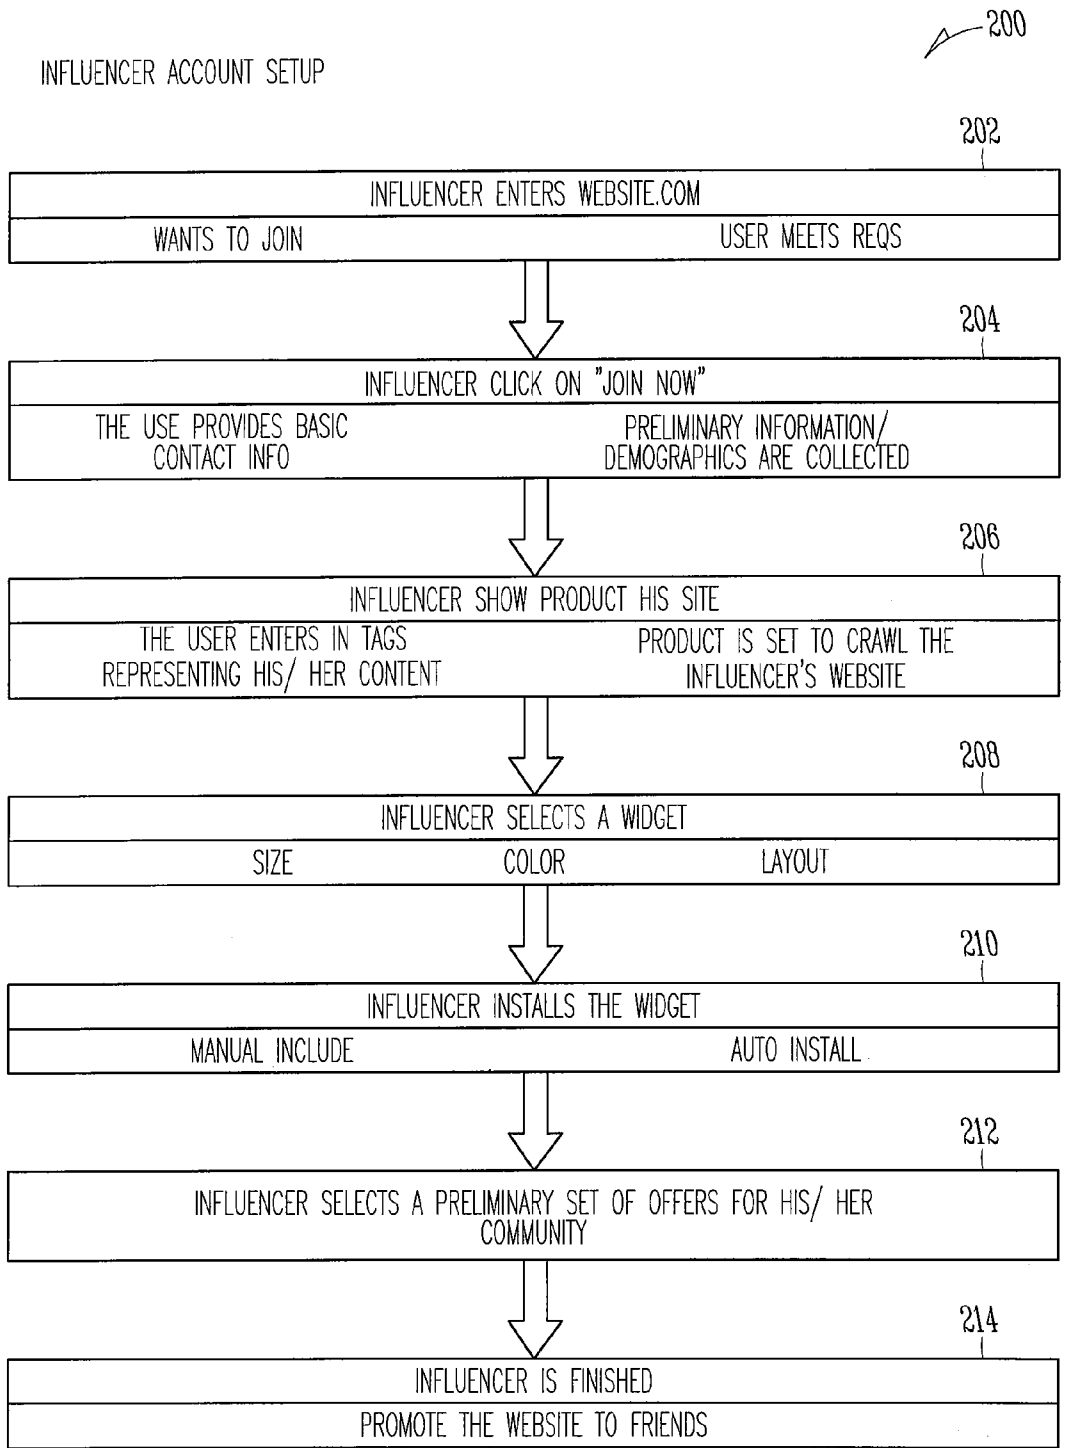 200
INFLUENCER ACCOUNT SETUP
202
INFLUENCER ENTERS WEBSITE.COM
WANTS TO JOIN USER MEETS REQS
204
INFLUENCER CLICK ON "JOIN NOW"
THE USE PROVIDES BASIC
CONTACT INFO
PRELIMINARY INFORMATION/
DEMOGRAPHICS ARE COLLECTED
206
INFLUENCER SHOW PRODUCT HIS SITE
THE USER ENTERS IN TAGS
REPRESENTING HIS/ HER CONTENT
PRODUCT IS SET TO CRAWL THE
INFLUENCER'S WEBSITE
208
INFLUENCER SELECTS A WIDGET
SIZE COLOR LAYOUT
210
INFLUENCER INSTALLS THE WIDGET
MANUAL INCLUDE AUTO INSTALL
212
INFLUENCER SELECTS A PRELIMINARY SET OF OFFERS FOR HIS/ HER
COMMUNITY
214
INFLUENCER IS FINISHED
PROMOTE THE WEBSITE TO FRIENDS